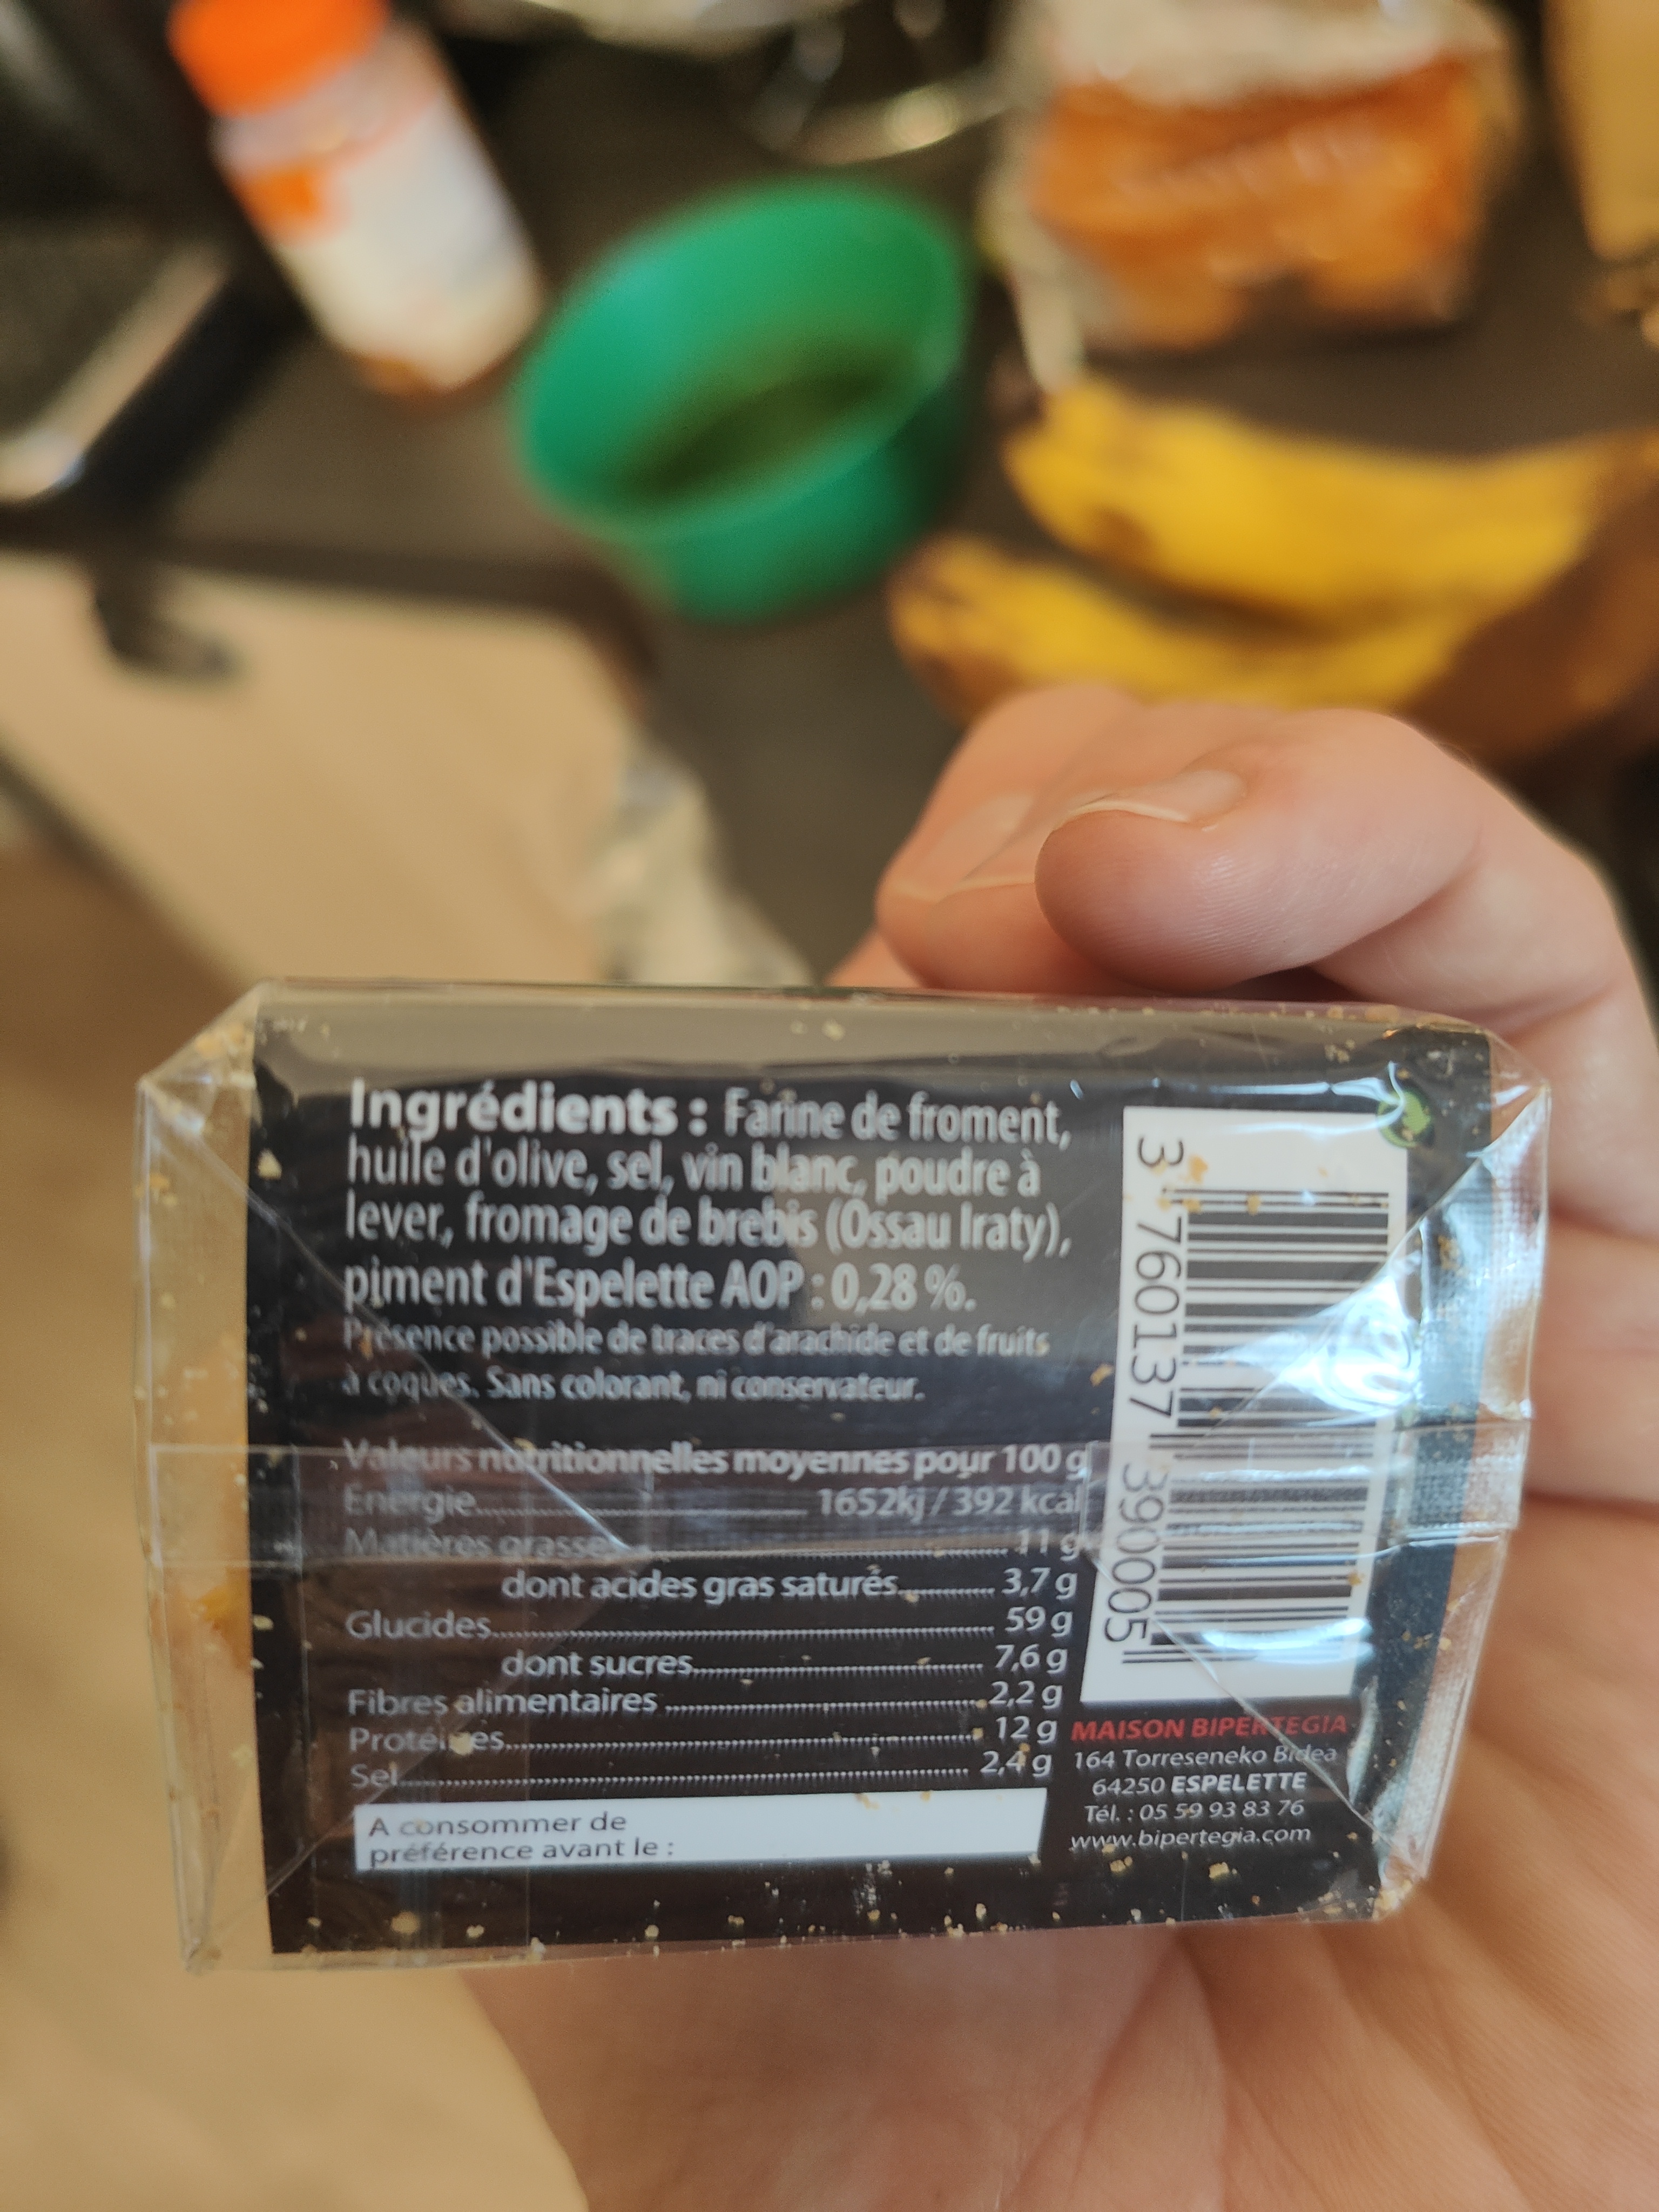 Ingrédients : Farine de froment,
huile d'olive, sel, vin blanc, poudre à
lever, fromage de brebis (Ossau Iraty),
piment d'Espelette AOP : 0,28 %.
Présence possible de traces d'arachide et de fruits
à coques. Sans colorant, ni conservateur.
Valeurs nutritionnelles moyennes pour 100 g
Energie.......... 1652kj / 392 kcal
Matières grasses.......... 11 g
dont acides gras saturés.......... 3,7 g
Glucides.......... 59 g
dont sucres.......... 7,6 g
Fibres alimentaires .......... 2,2 g
Protéines.......... 12 g
Sel.......... 2,4 g
A consommer de
préférence avant le :
3 760137 390005
MAISON BIPERTEGIA
164 Torreseneko Bidea
64250 ESPELETTE
Tél. : 05 59 93 83 76
www.bipertegia.com